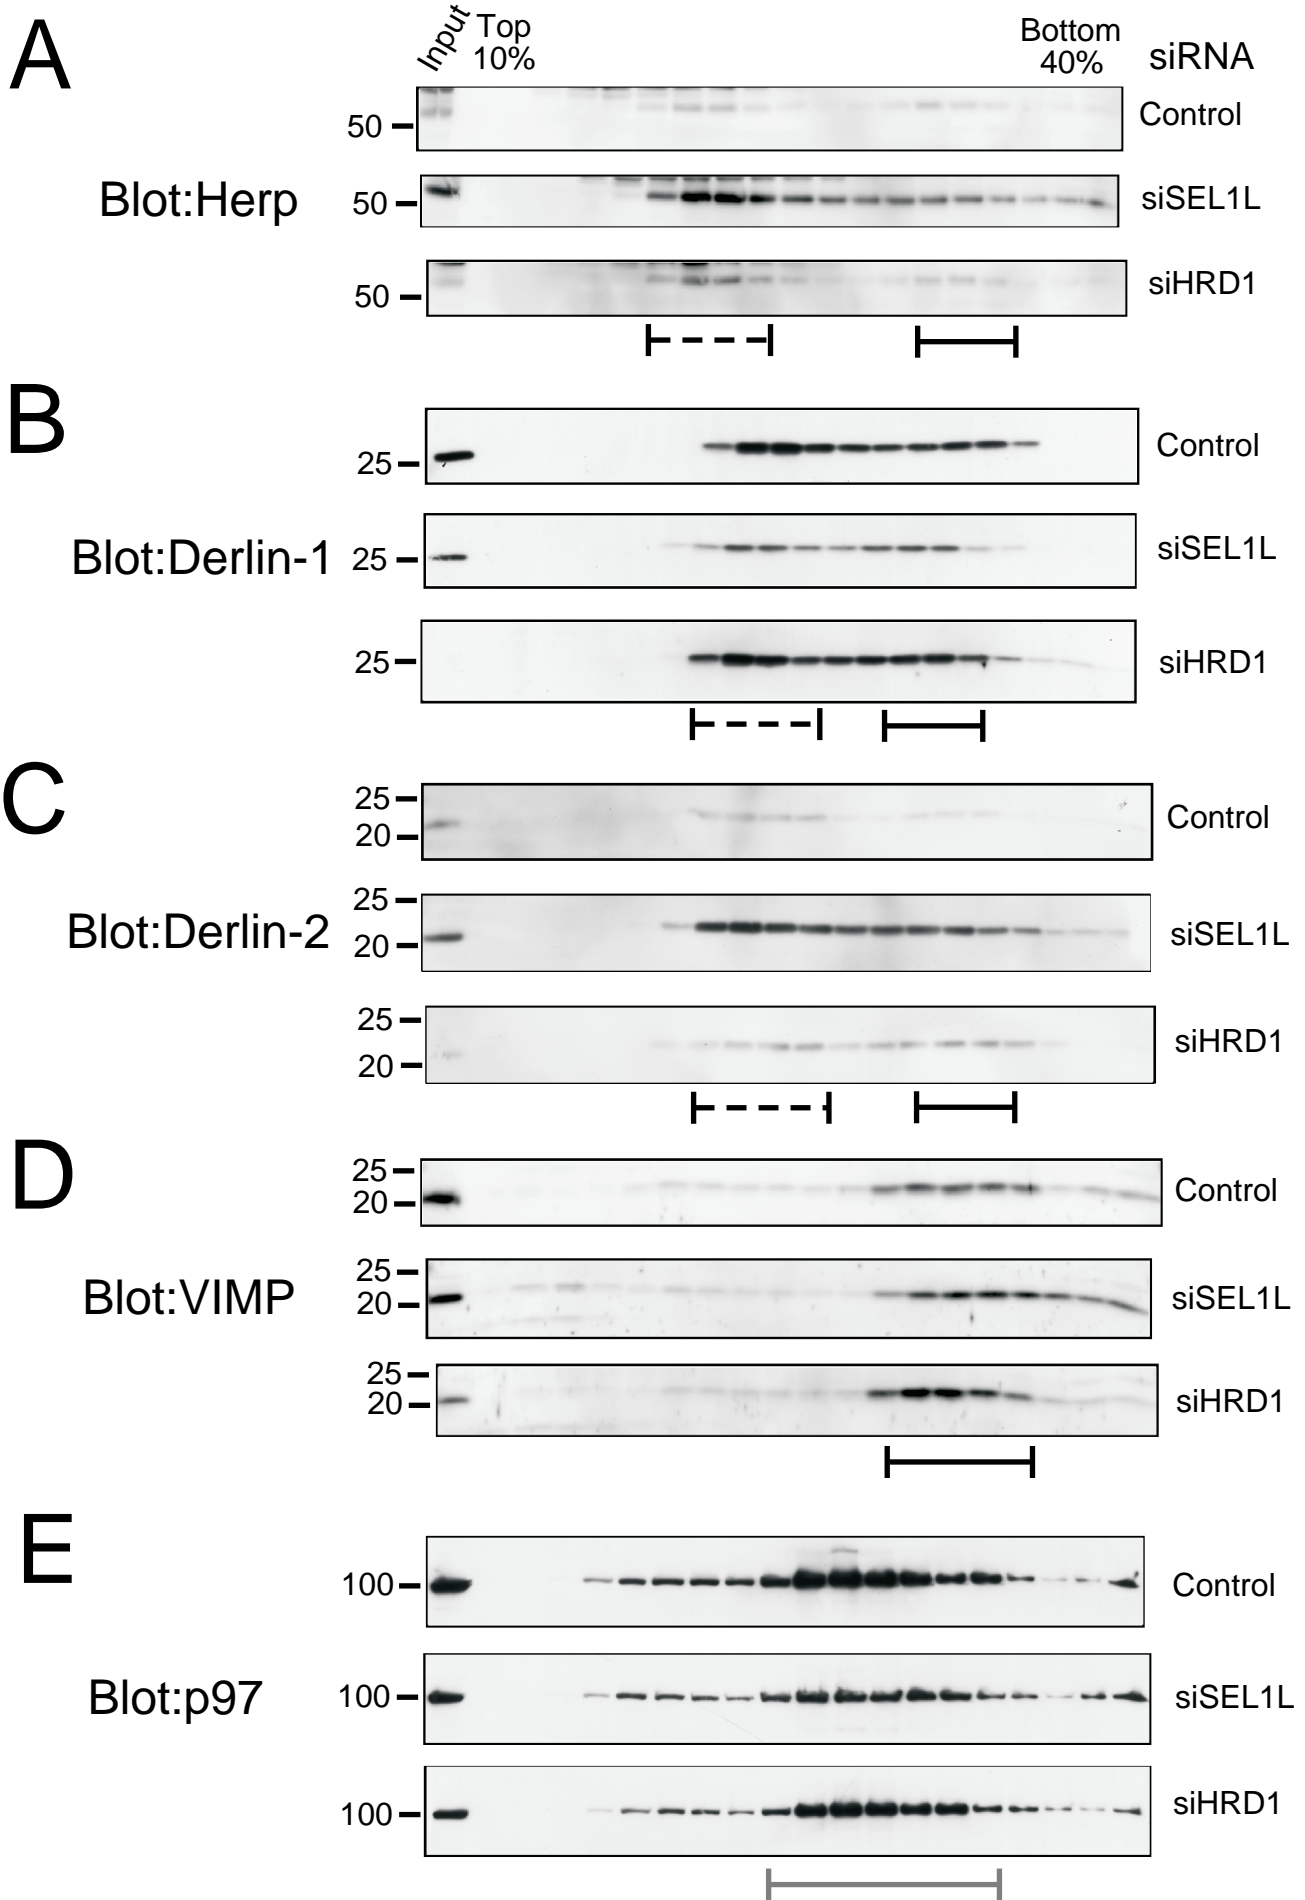 A
Input
Top
10%
Bottom
40%
siRNA
50
Control
Blot:Herp
50
siSEL1L
50
siHRD1
B
25
Control
Blot:Derlin-1
25
siSEL1L
25
siHRD1
C
25
20
Control
Blot:Derlin-2
25
20
siSEL1L
25
20
siHRD1
D
25
20
Control
Blot:VIMP
25
20
siSEL1L
25
20
siHRD1
E
100
Control
Blot:p97
100
siSEL1L
100
siHRD1